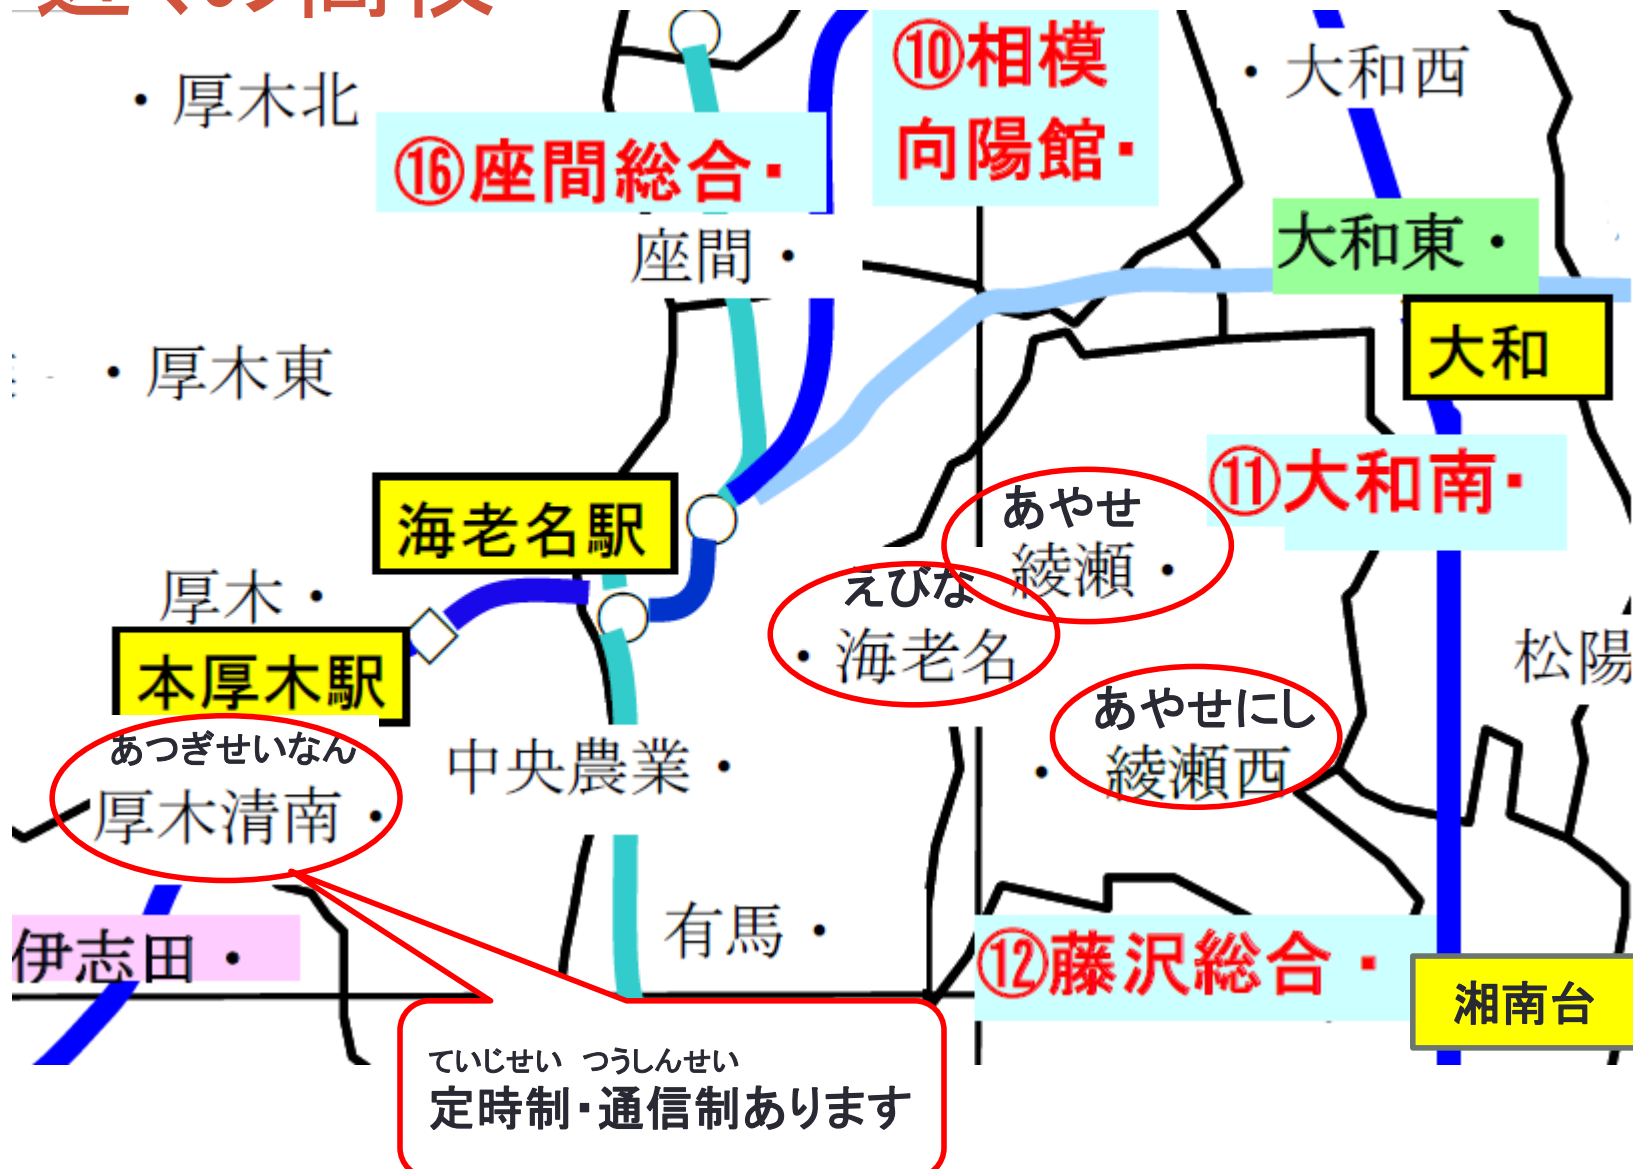 近くの高校
⑩相模
向陽館・
・大和西
・厚木北
⑯座間総合・
大和東・
座間・
大和
・厚木東
⑪大和南・
あやせ
綾瀬・
海老名駅
えびな
・海老名
厚木・
松陽
本厚木駅
あやせにし
・綾瀬西
あつぎせいなん
厚木清南・
中央農業・
有馬・
伊志田・
⑫藤沢総合・
湘南台
ていじせい つうしんせい
定時制・通信制あります